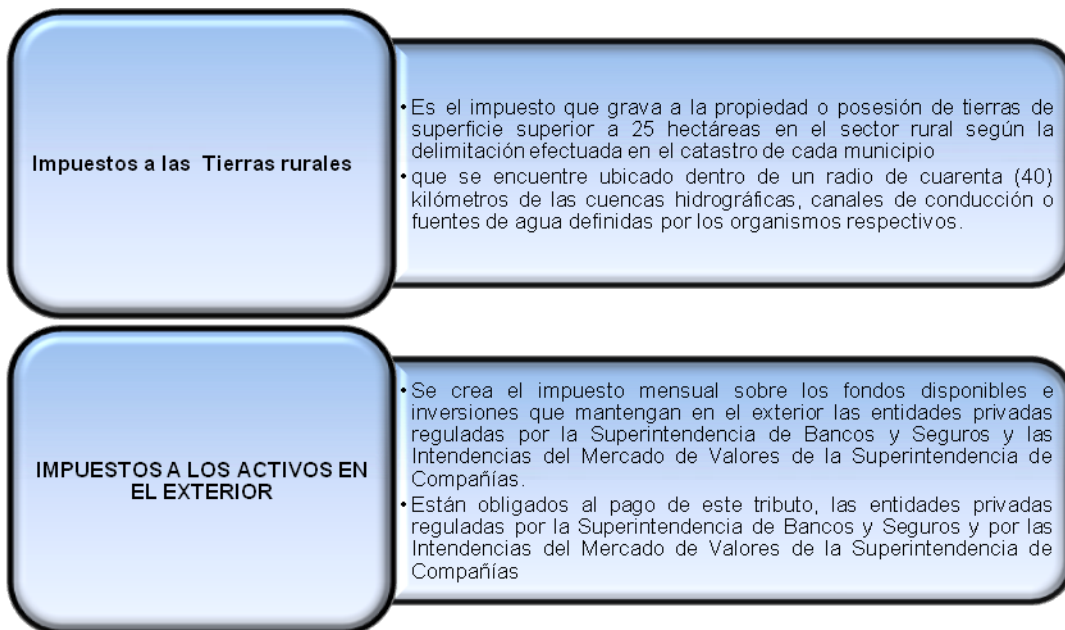 Impuestos a las Tierras rurales
• Es el impuesto que grava a la propiedad o posesión de tierras de
superficie superior a 25 hectáreas en el sector rural según la
delimitación efectuada en el catastro de cada municipio
• que se encuentre ubicado dentro de un radio de cuarenta (40)
kilómetros de las cuencas hidrográficas, canales de conducción o
fuentes de agua definidas por los organismos respectivos.
IMPUESTOS A LOS ACTIVOS EN
EL EXTERIOR
• Se crea el impuesto mensual sobre los fondos disponibles e
inversiones que mantengan en el exterior las entidades privadas
reguladas por la Superintendencia de Bancos y Seguros y las
Intendencias del Mercado de Valores de la Superintendencia de
Compañías.
• Están obligados al pago de este tributo, las entidades privadas
reguladas por la Superintendencia de Bancos y Seguros y por las
Intendencias del Mercado de Valores de la Superintendencia de
Compañías